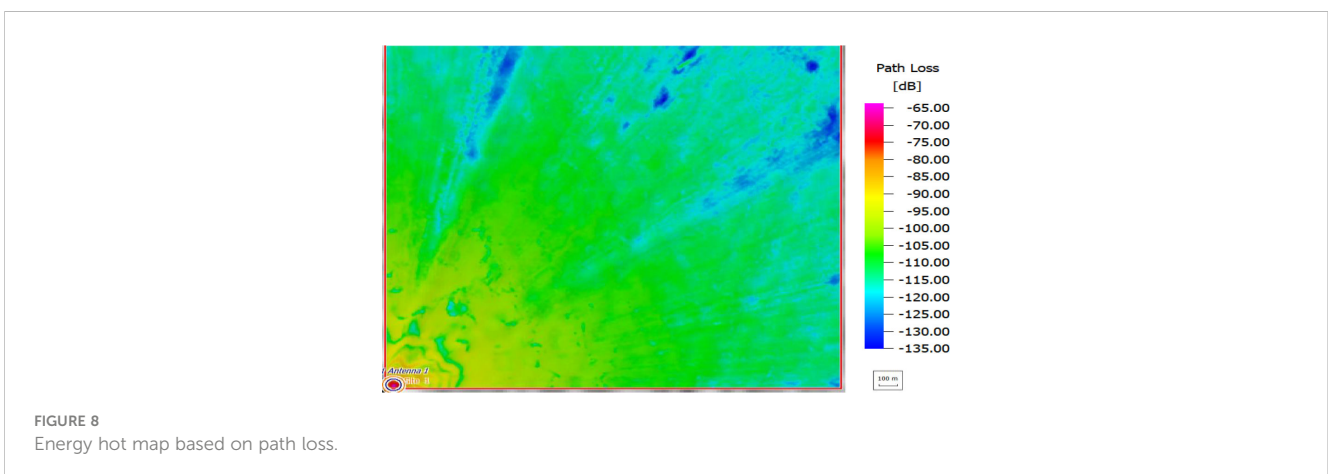 Path Loss
[dB]
-65.00
-70.00
-75.00
-80.00
-85.00
-90.00
-95.00
-100.00
-105.00
-110.00
-115.00
-120.00
-125.00
-130.00
-135.00
Antenna 1
100 m
FIGURE 8
Energy hot map based on path loss.